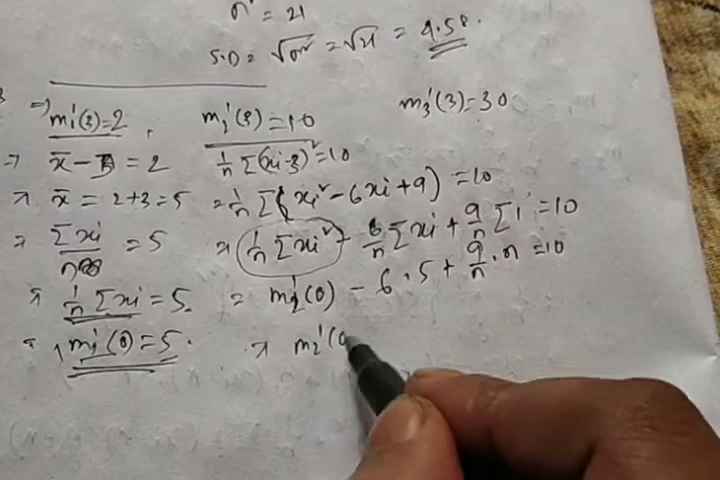 σ² = 21
S.D = √σ² = √21 = 4.58.
⇒ m₁'(3)=2, m₂'(3)=10 m₃'(3)=30
⇒ x̄ - 3 = 2 1/n Σ(xi-3)² = 10
⇒ x̄ = 2+3 = 5 = 1/n Σ(xi² - 6xi + 9) = 10
⇒ Σxi/n = 5 ⇒ 1/n Σxi² - 6/n Σxi + 9/n Σ1 = 10
⇒ 1/n Σxi = 5. = m₂'(0) - 6.5 + 9/n . n = 10
⇒ m₁'(0) = 5. ⇒ m₂'(0